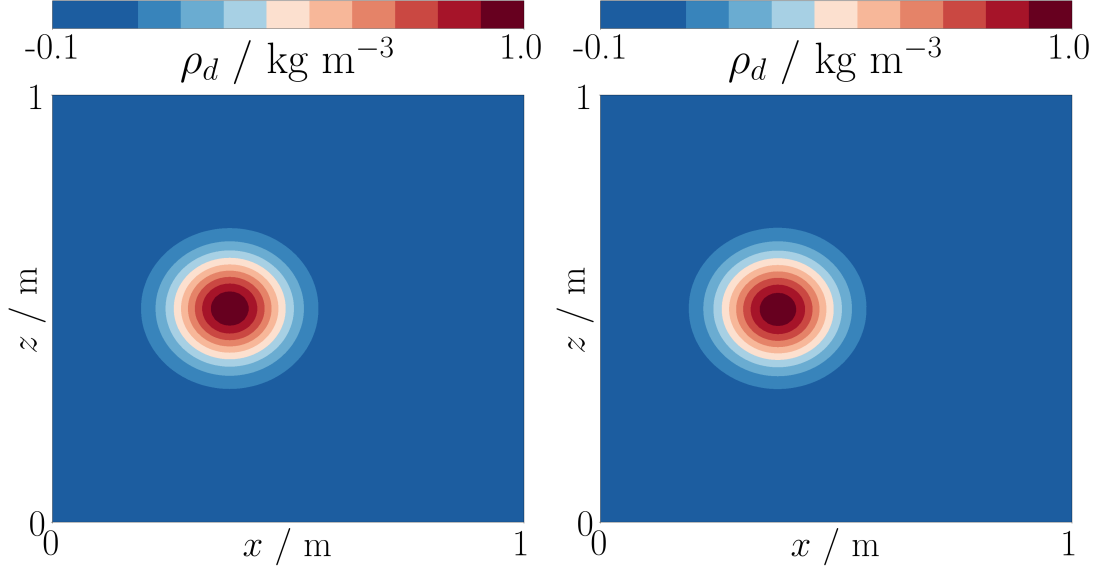 -0.1 1.0 -0.1 1.0
ρ_d / kg m⁻³ ρ_d / kg m⁻³
1 1
z / m z / m
0 0
0 x / m 1 0 x / m 1